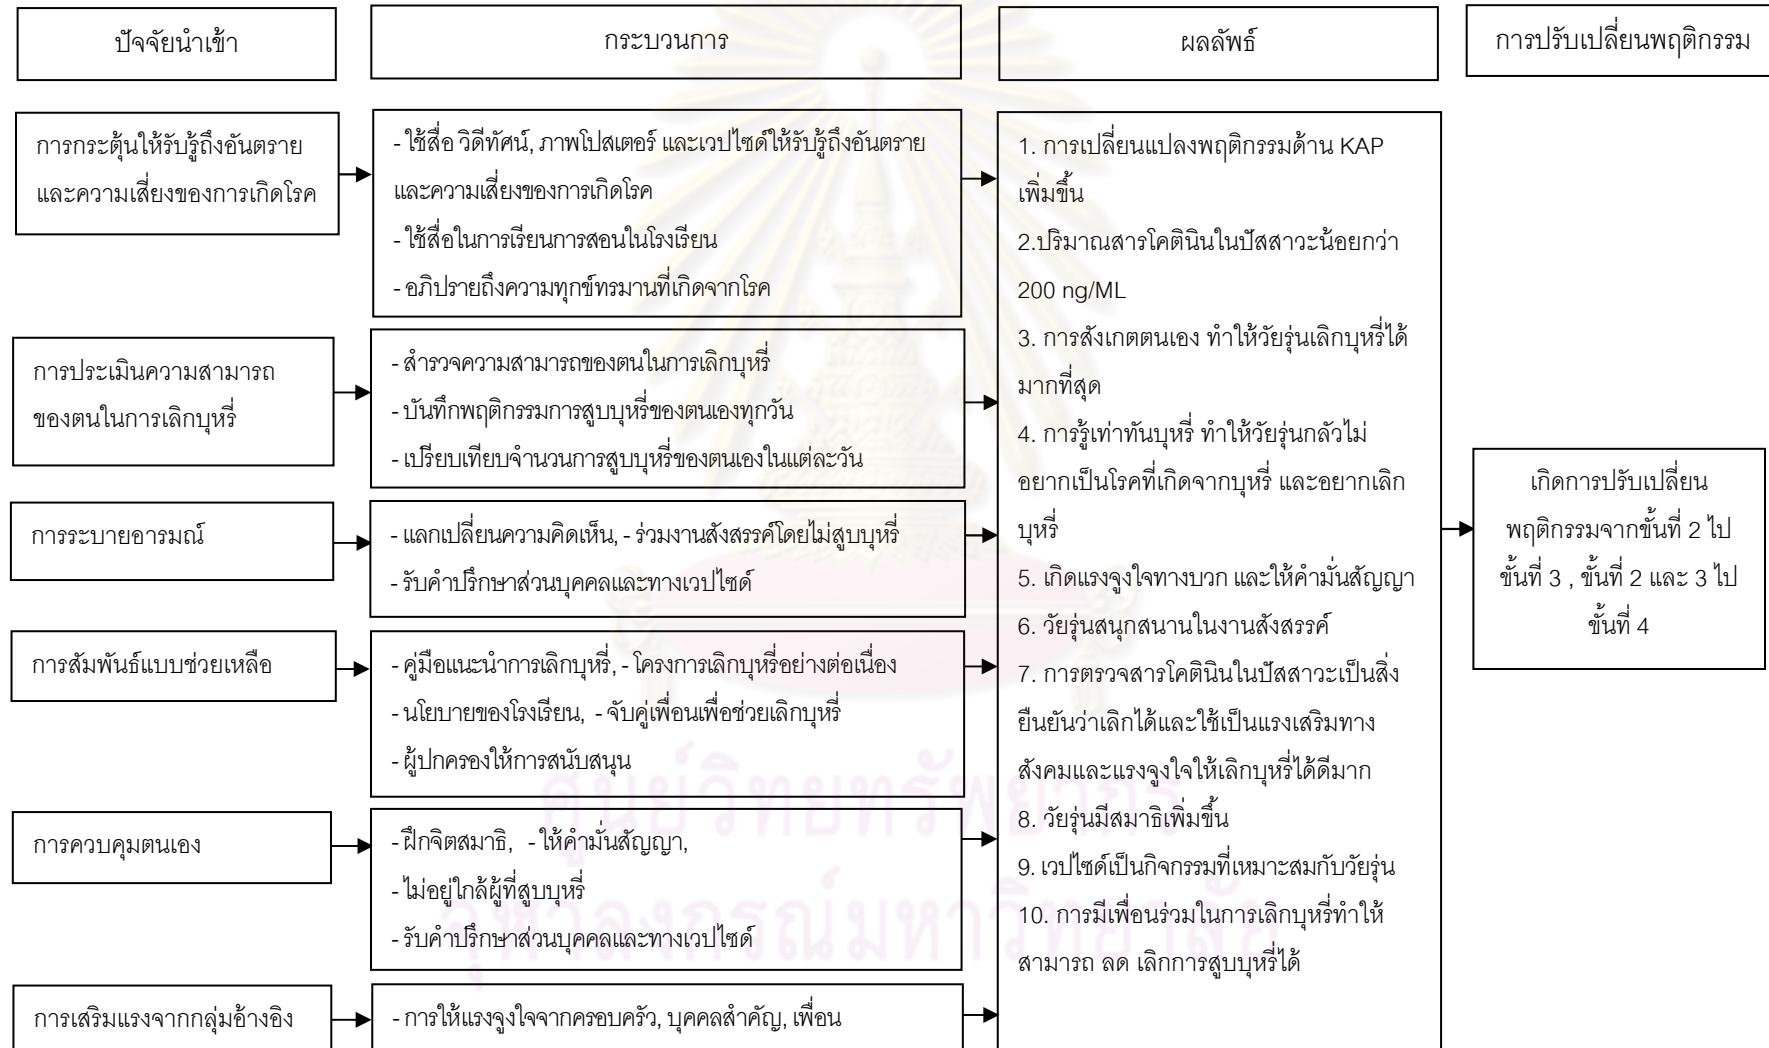 ปัจจัยนำเข้า
กระบวนการ
ผลลัพธ์
การปรับเปลี่ยนพฤติกรรม
การกระตุ้นให้รับรู้ถึงอันตราย
และความเสี่ยงของการเกิดโรค
- ใช้สื่อ วิดีทัศน์, ภาพโปสเตอร์ และเวปไซด์ให้รับรู้ถึงอันตราย
และความเสี่ยงของการเกิดโรค
- ใช้สื่อในการเรียนการสอนในโรงเรียน
- อภิปรายถึงความทุกข์ทรมานที่เกิดจากโรค
การประเมินความสามารถ
ของตนในการเลิกบุหรี่
- สำรวจความสามารถของตนในการเลิกบุหรี่
- บันทึกพฤติกรรมการสูบบุหรี่ของตนเองทุกวัน
- เปรียบเทียบจำนวนการสูบบุหรี่ของตนเองในแต่ละวัน
การระบายอารมณ์
- แลกเปลี่ยนความคิดเห็น, - ร่วมงานสังสรรค์โดยไม่สูบบุหรี่
- รับคำปรึกษาส่วนบุคคลและทางเวปไซด์
การสัมพันธ์แบบช่วยเหลือ
- คู่มือแนะนำการเลิกบุหรี่, - โครงการเลิกบุหรี่อย่างต่อเนื่อง
- นโยบายของโรงเรียน, - จับคู่เพื่อนเพื่อช่วยเลิกบุหรี่
- ผู้ปกครองให้การสนับสนุน
การควบคุมตนเอง
- ฝึกจิตสมาธิ, - ให้คำมั่นสัญญา,
- ไม่อยู่ใกล้ผู้ที่สูบบุหรี่
- รับคำปรึกษาส่วนบุคคลและทางเวปไซด์
การเสริมแรงจากกลุ่มอ้างอิง
- การให้แรงจูงใจจากครอบครัว, บุคคลสำคัญ, เพื่อน
1. การเปลี่ยนแปลงพฤติกรรมด้าน KAP
เพิ่มขึ้น
2.ปริมาณสารโคตินินในปัสสาวะน้อยกว่า
200 ng/ML
3. การสังเกตตนเอง ทำให้วัยรุ่นเลิกบุหรี่ได้
มากที่สุด
4. การรู้เท่าทันบุหรี่ ทำให้วัยรุ่นกลัวไม่
อยากเป็นโรคที่เกิดจากบุหรี่ และอยากเลิก
บุหรี่
5. เกิดแรงจูงใจทางบวก และให้คำมั่นสัญญา
6. วัยรุ่นสนุกสนานในงานสังสรรค์
7. การตรวจสารโคตินินในปัสสาวะเป็นสิ่ง
ยืนยันว่าเลิกได้และใช้เป็นแรงเสริมทาง
สังคมและแรงจูงใจให้เลิกบุหรี่ได้ดีมาก
8. วัยรุ่นมีสมาธิเพิ่มขึ้น
9. เวปไซด์เป็นกิจกรรมที่เหมาะสมกับวัยรุ่น
10. การมีเพื่อนร่วมในการเลิกบุหรี่ทำให้
สามารถ ลด เลิกการสูบบุหรี่ได้
เกิดการปรับเปลี่ยน
พฤติกรรมจากขั้นที่ 2 ไป
ขั้นที่ 3 , ขั้นที่ 2 และ 3 ไป
ขั้นที่ 4
ศูนย์วิทยทรัพยากร
จุฬาลงกรณ์มหาวิทยาลัย